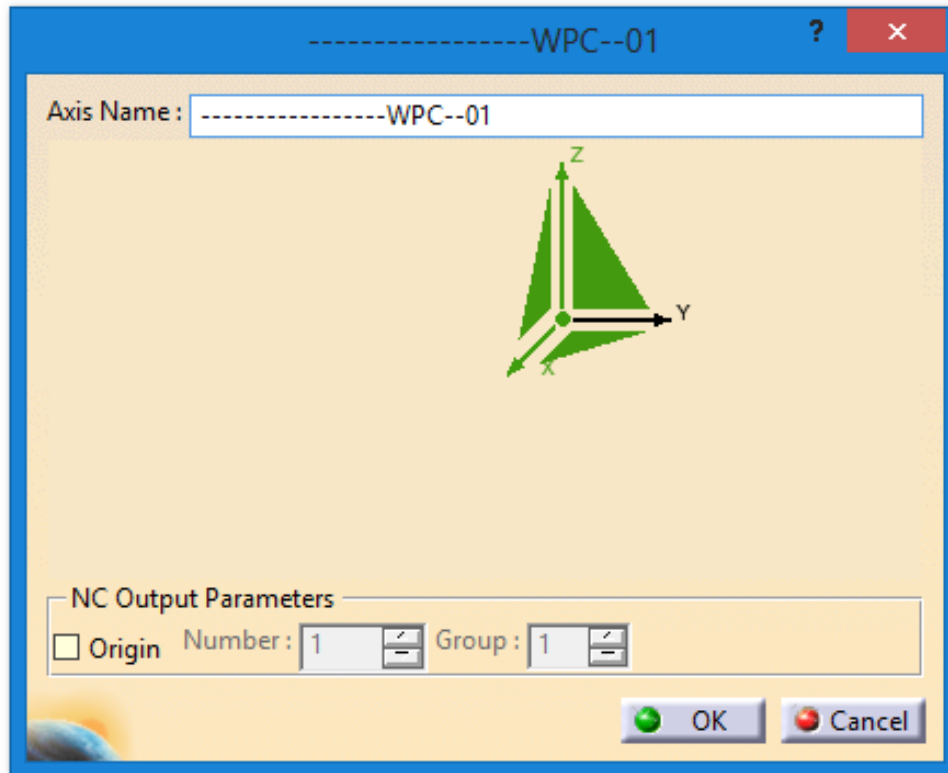 -----------------WPC--01
?
Axis Name : -----------------WPC--01
Z
Y
X
NC Output Parameters
Origin Number : 1 Group : 1
OK Cancel